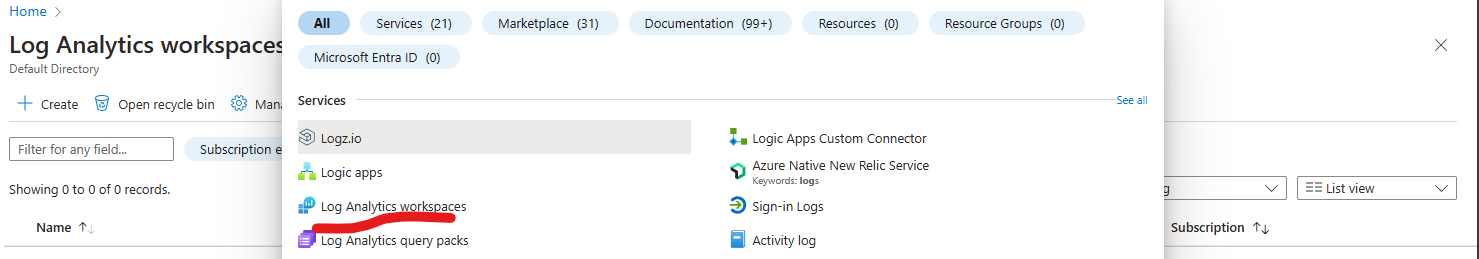 Home
Log Analytics workspaces
Default Directory
Create
Open recycle bin
Filter for any field...
Subscription
Showing 0 to 0 of 0 records.
Name
All
Services (21)
Marketplace (31)
Documentation (99+)
Resources (0)
Resource Groups (0)
Microsoft Entra ID (0)
Services
See all
Logz.io
Logic Apps Custom Connector
Logic apps
Azure Native New Relic Service
Keywords: logs
Log Analytics workspaces
Sign-in Logs
Log Analytics query packs
Activity log
List view
Subscription